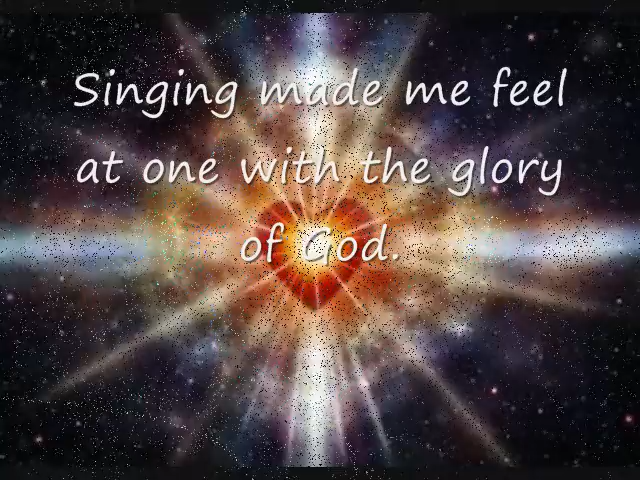 Singing made me feel
at one with the glory
of God.